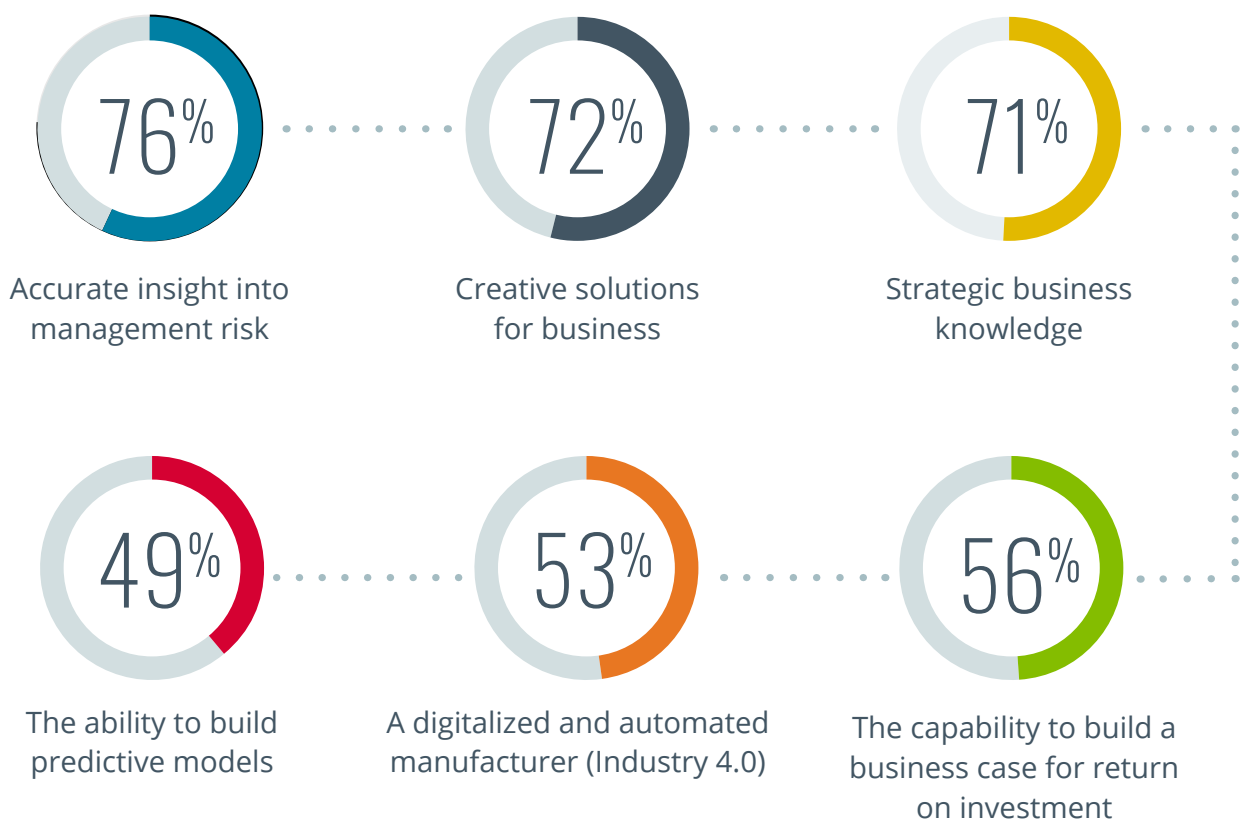 76%
Accurate insight into
management risk
72%
Creative solutions
for business
71%
Strategic business
knowledge
49%
The ability to build
predictive models
53%
A digitalized and automated
manufacturer (Industry 4.0)
56%
The capability to build a
business case for return
on investment